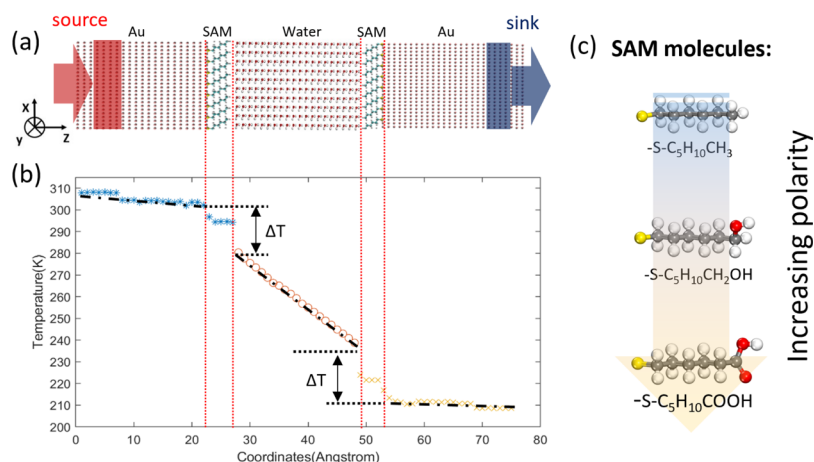 source
sink
(a)
Au
SAM
Water
SAM
Au
X
y
z
(b)
310
300
290
280
270
260
250
240
230
220
210
200
Temperature(K)
ΔT
ΔT
0
10
20
30
40
50
60
70
80
Coordinates(Angstrom)
(c)
SAM molecules:
-S-C₅H₁₀CH₃
-S-C₅H₁₀CH₂OH
-S-C₅H₁₀COOH
Increasing polarity